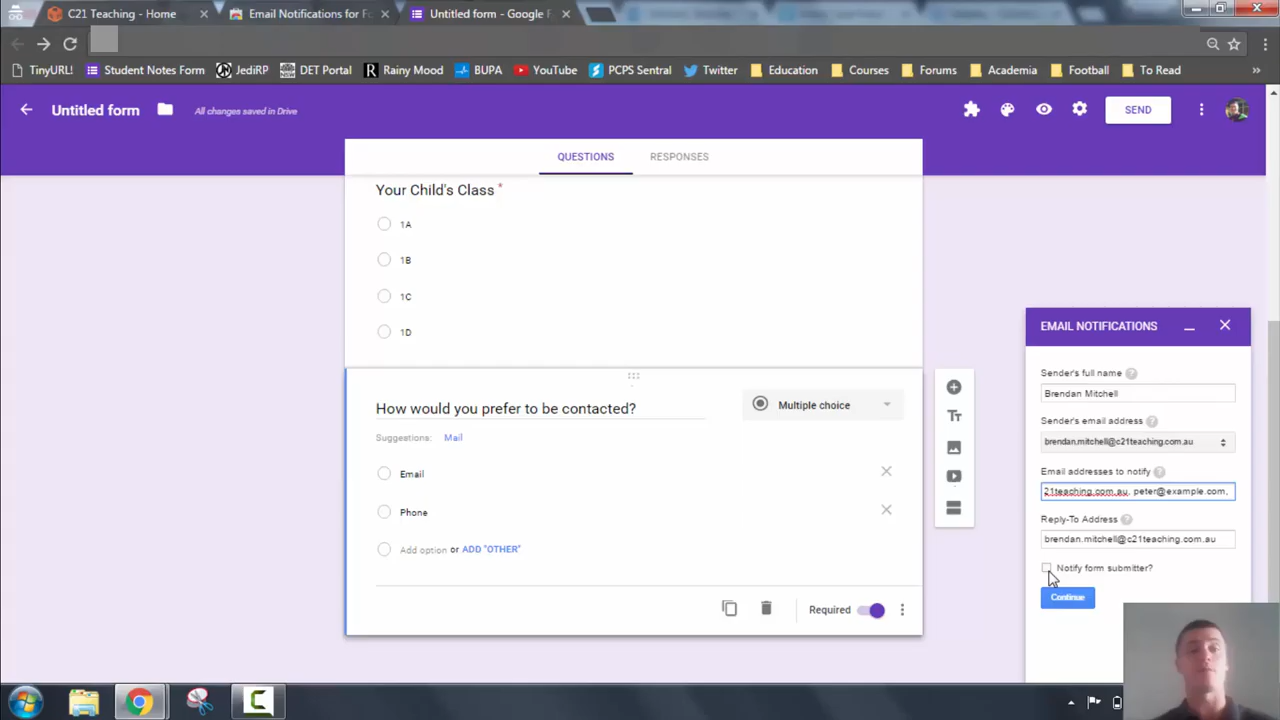 C21 Teaching - Home
Email Notifications for Fo
Untitled form - Google F
TinyURL!
Student Notes Form
JediRP
DET Portal
Rainy Mood
BUPA
YouTube
PCPS Sentral
Twitter
Education
Courses
Forums
Academia
Football
To Read
»
Untitled form
All changes saved in Drive
SEND
QUESTIONS
RESPONSES
Your Child's Class *
1A
1B
1C
1D
How would you prefer to be contacted?
Multiple choice
Suggestions: Mail
Email
Phone
Add option or ADD "OTHER"
Required
EMAIL NOTIFICATIONS
Sender's full name ?
Brendan Mitchell
Sender's email address ?
brendan.mitchell@c21teaching.com.au
Email addresses to notify ?
21teaching.com.au, peter@example.com,
Reply-To Address ?
brendan.mitchell@c21teaching.com.au
Notify form submitter?
Continue